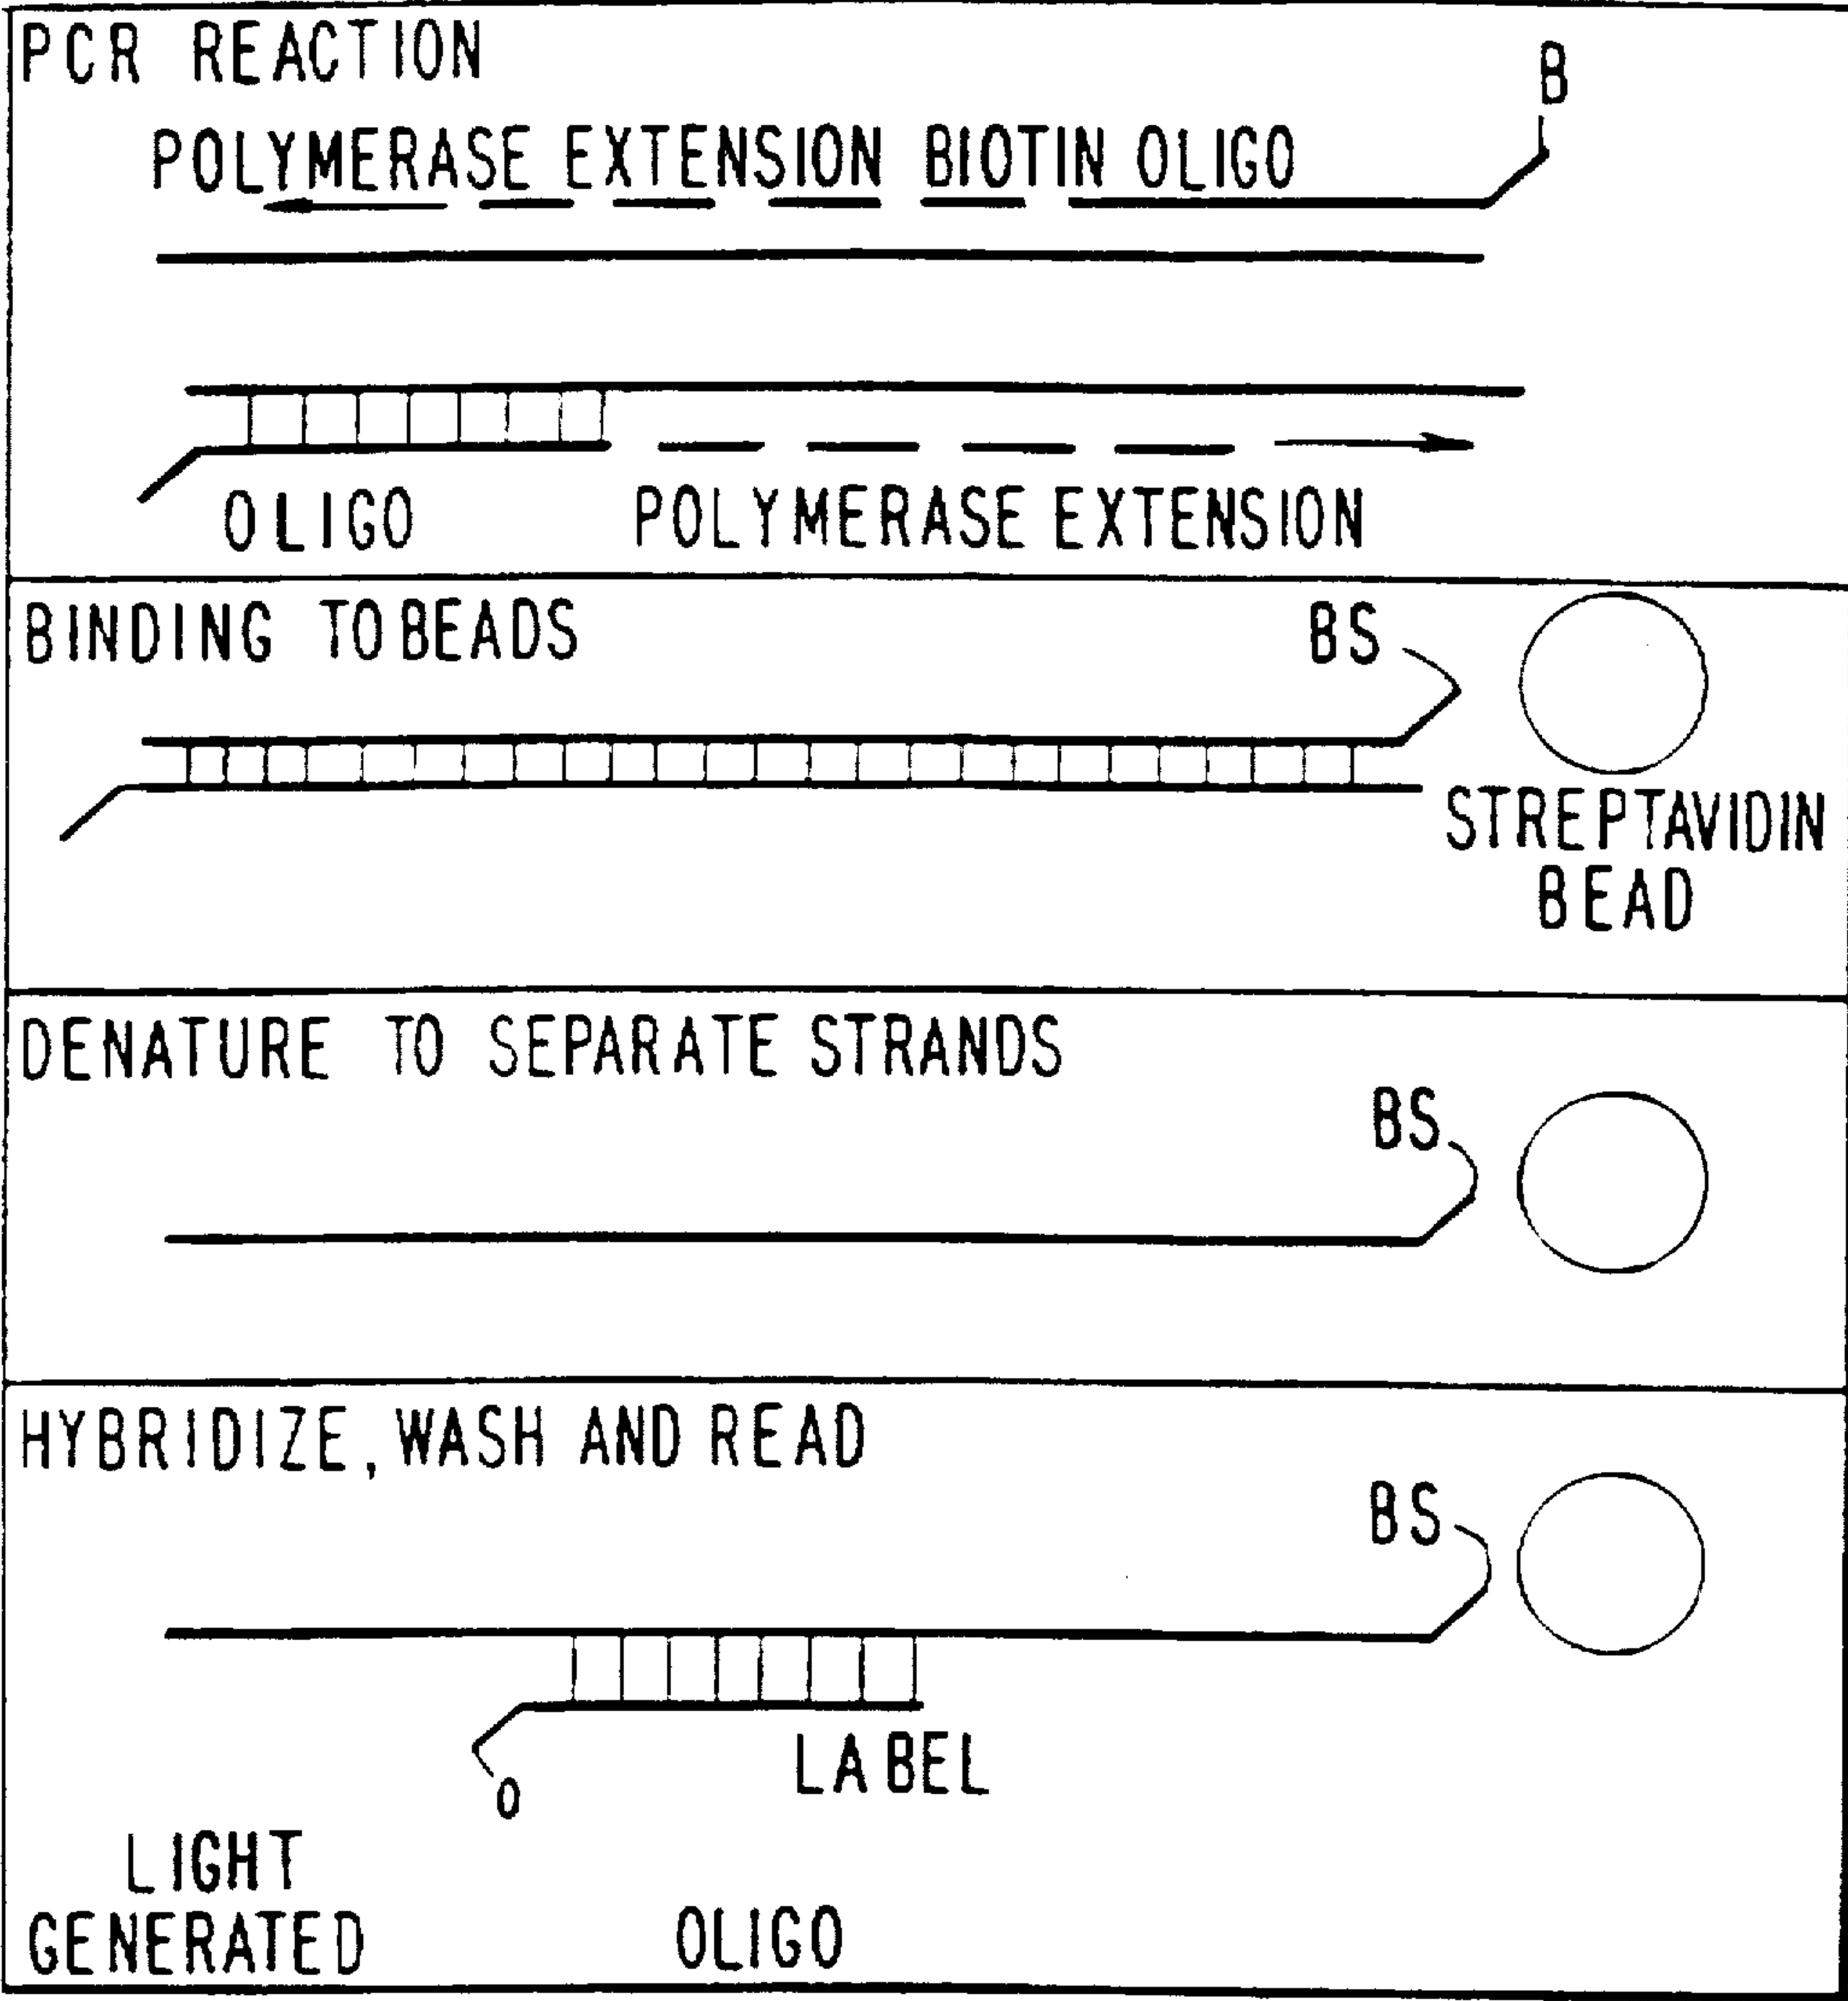 PCR REACTION
B
POLYMERASE EXTENSION BIOTIN OLIGO
OLIGO POLYMERASE EXTENSION
BINDING TO BEADS
BS
STREPTAVIDIN
BEAD
DENATURE TO SEPARATE STRANDS
BS
HYBRIDIZE, WASH AND READ
BS
LABEL
O
LIGHT
GENERATED
OLIGO